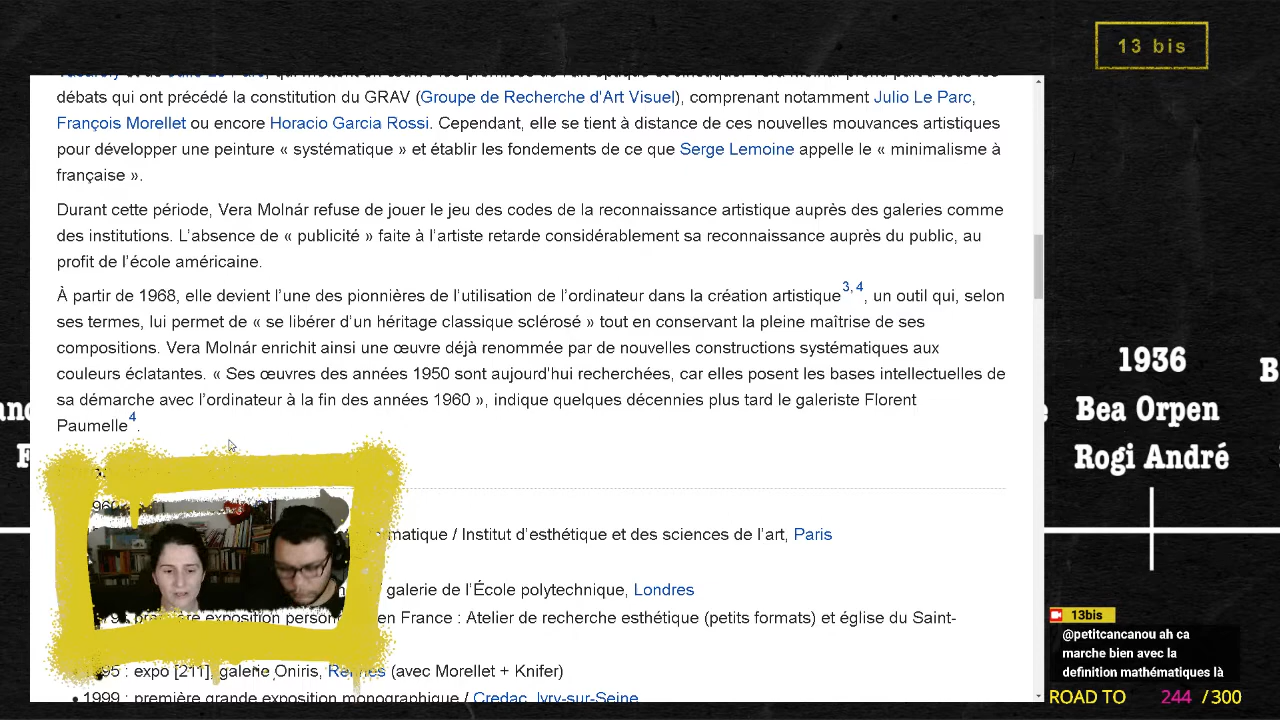 13 bis
débats qui ont précédé la constitution du GRAV (Groupe de Recherche d'Art Visuel), comprenant notamment Julio Le Parc,
François Morellet ou encore Horacio Garcia Rossi. Cependant, elle se tient à distance de ces nouvelles mouvances artistiques
pour développer une peinture « systématique » et établir les fondements de ce que Serge Lemoine appelle le « minimalisme à
française ».
Durant cette période, Vera Molnár refuse de jouer le jeu des codes de la reconnaissance artistique auprès des galeries comme
des institutions. L'absence de « publicité » faite à l'artiste retarde considérablement sa reconnaissance auprès du public, au
profit de l'école américaine.
À partir de 1968, elle devient l'une des pionnières de l'utilisation de l'ordinateur dans la création artistique3, 4, un outil qui, selon
ses termes, lui permet de « se libérer d'un héritage classique sclérosé » tout en conservant la pleine maîtrise de ses
compositions. Vera Molnár enrichit ainsi une œuvre déjà renommée par de nouvelles constructions systématiques aux
couleurs éclatantes. « Ses œuvres des années 1950 sont aujourd'hui recherchées, car elles posent les bases intellectuelles de
sa démarche avec l'ordinateur à la fin des années 1960 », indique quelques décennies plus tard le galeriste Florent
Paumelle4.
matique / Institut d'esthétique et des sciences de l'art, Paris
galerie de l'École polytechnique, Londres
première exposition person en France : Atelier de recherche esthétique (petits formats) et église du Saint-
995 : expo [211], galerie Oniris, Rennes (avec Morellet + Knifer)
• 1999 : première grande exposition monographique / Credac, Ivry-sur-Seine
1936
Bea Orpen
Rogi André
13bis
@petitcancanou ah ca
marche bien avec la
definition mathématiques là
ROAD TO 244 / 300